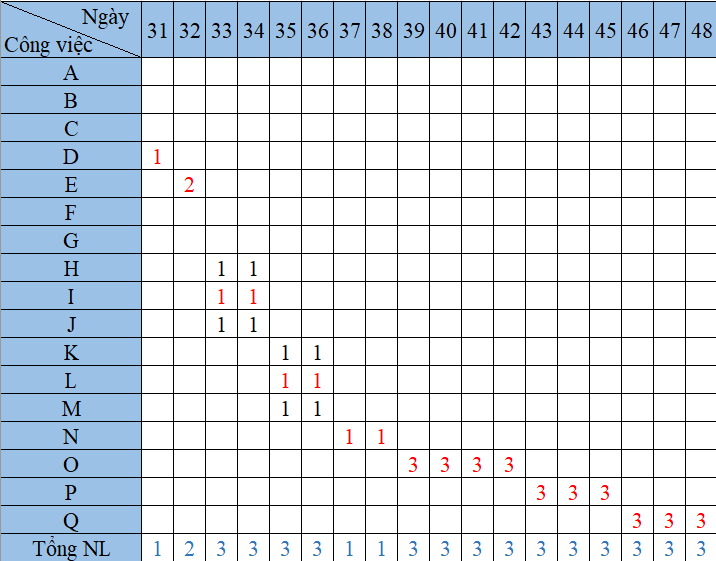 Ngày
Công việc
31 32 33 34 35 36 37 38 39 40 41 42 43 44 45 46 47 48
A
B
C
D 1
E 2
F
G
H 1 1
I 1 1
J 1 1
K 1 1
L 1 1
M 1 1
N 1 1
O 3 3 3 3
P 3 3 3
Q 3 3 3
Tổng NL 1 2 3 3 3 3 1 1 3 3 3 3 3 3 3 3 3 3